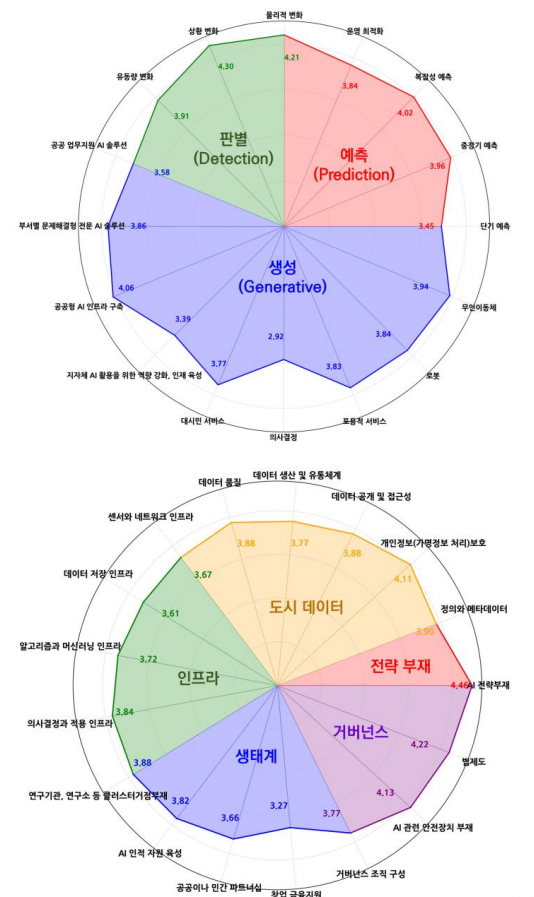 물리적 변화
상황 변화
운영 최적화
4.30
4.21
3.84
유동량 변화
복잡성 예측
3.91
4.02
판별
(Detection)
예측
(Prediction)
공공 업무지원 AI 솔루션
중장기 예측
3.58
3.96
부서별 문제해결형 전문 AI 솔루션
3.86
3.45
단기 예측
생성
(Generative)
4.06
3.94
공공형 AI 인프라 구축
무인이동체
3.39
3.84
지자체 AI 활용을 위한 역량 강화, 인재 육성
로봇
3.77
2.92
3.83
대시민 서비스
포용적 서비스
의사결정
데이터 생산 및 유통체계
데이터 품질
데이터 공개 및 접근성
센서와 네트워크 인프라
개인정보(가명정보 처리)보호
3.88
3.77
3.88
데이터 저장 인프라
3.67
4.11
정의와 메타데이터
3.61
도시 데이터
3.90
알고리즘과 머신러닝 인프라
3.72
인프라
전략 부재
4.46
AI 전략부재
의사결정과 적용 인프라
3.84
거버넌스
4.22
생태계
법제도
3.88
연구기관, 연구소 등 클러스터거점부재
3.82
3.66
3.27
3.77
4.13
AI 관련 안전장치 부재
AI 인적 자원 육성
거버넌스 조직 구성
공공이나 민간 파트너십
창업 금융지원